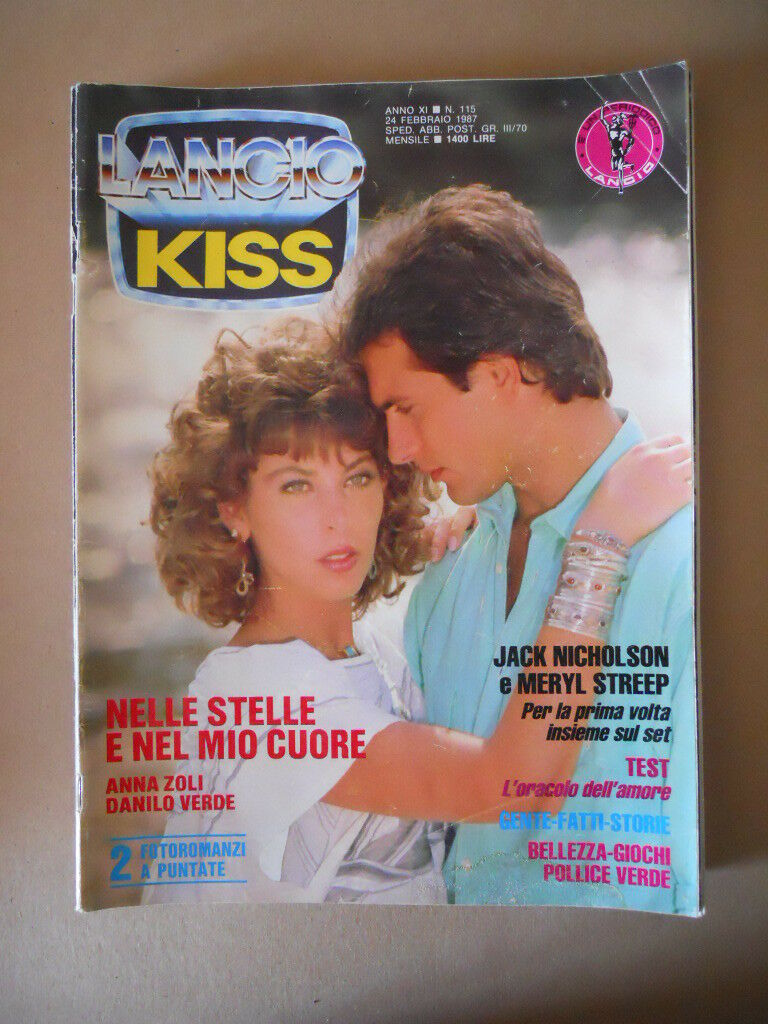 ANNO XI ■ N. 115
24 FEBBRAIO 1987
SPED. ABB. POST. GR. III/70
MENSILE ■ 1400 LIRE
LANCIO
KISS
È UN PERIODICO
LANCIO
JACK NICHOLSON
e MERYL STREEP
Per la prima volta
insieme sul set
TEST
L'oracolo dell'amore
GENTE-FATTI-STORIE
BELLEZZA-GIOCHI
POLLICE VERDE
NELLE STELLE
E NEL MIO CUORE
ANNA ZOLI
DANILO VERDE
2 FOTOROMANZI
A PUNTATE